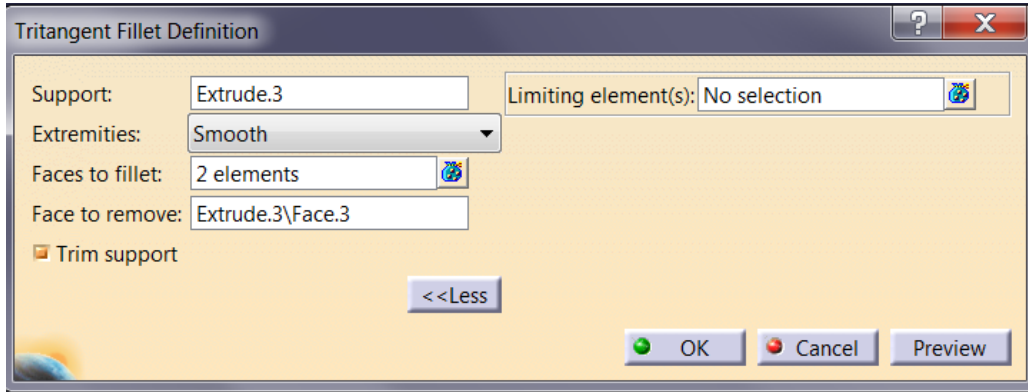 Tritangent Fillet Definition
?
X
Support: Extrude.3 Limiting element(s): No selection
Extremities: Smooth
Faces to fillet: 2 elements
Face to remove: Extrude.3\Face.3
Trim support
<<Less
OK Cancel Preview